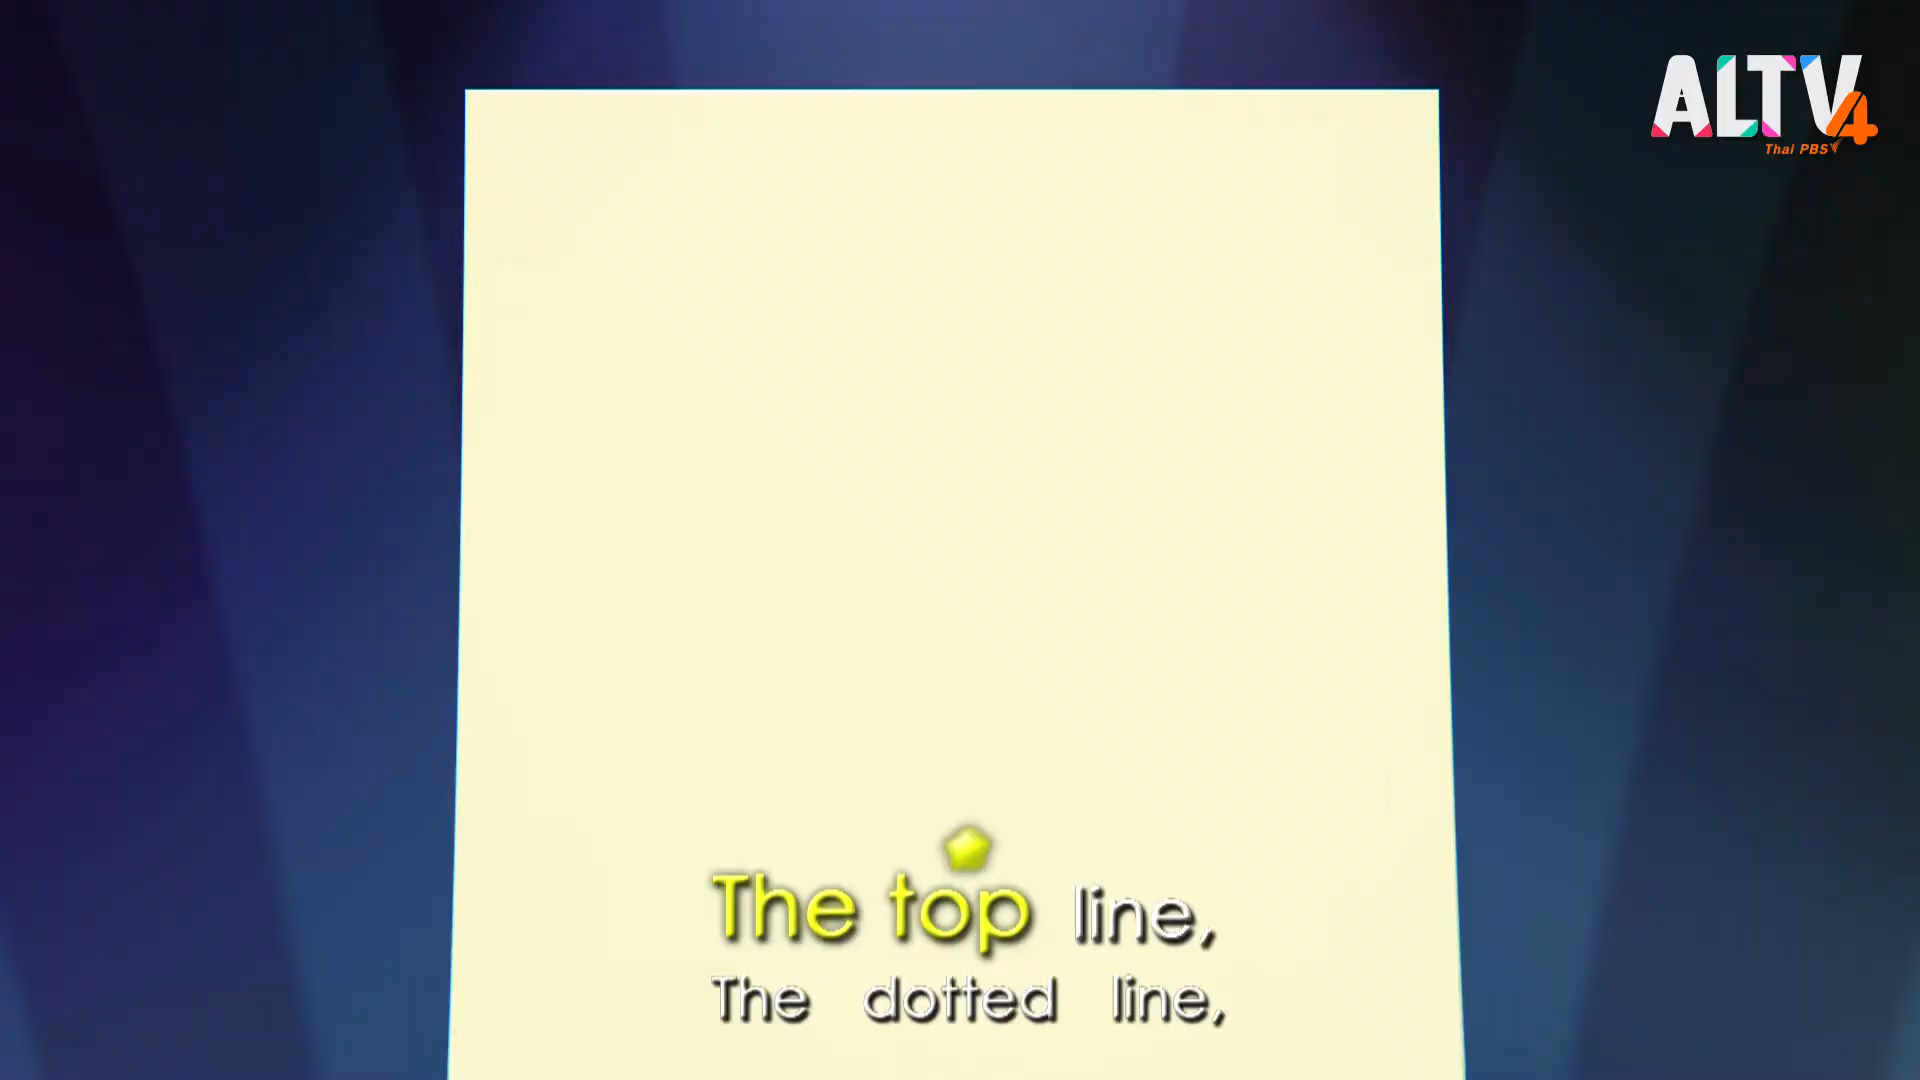 ALTV4
Thai PBS
The top line,
The dotted line,